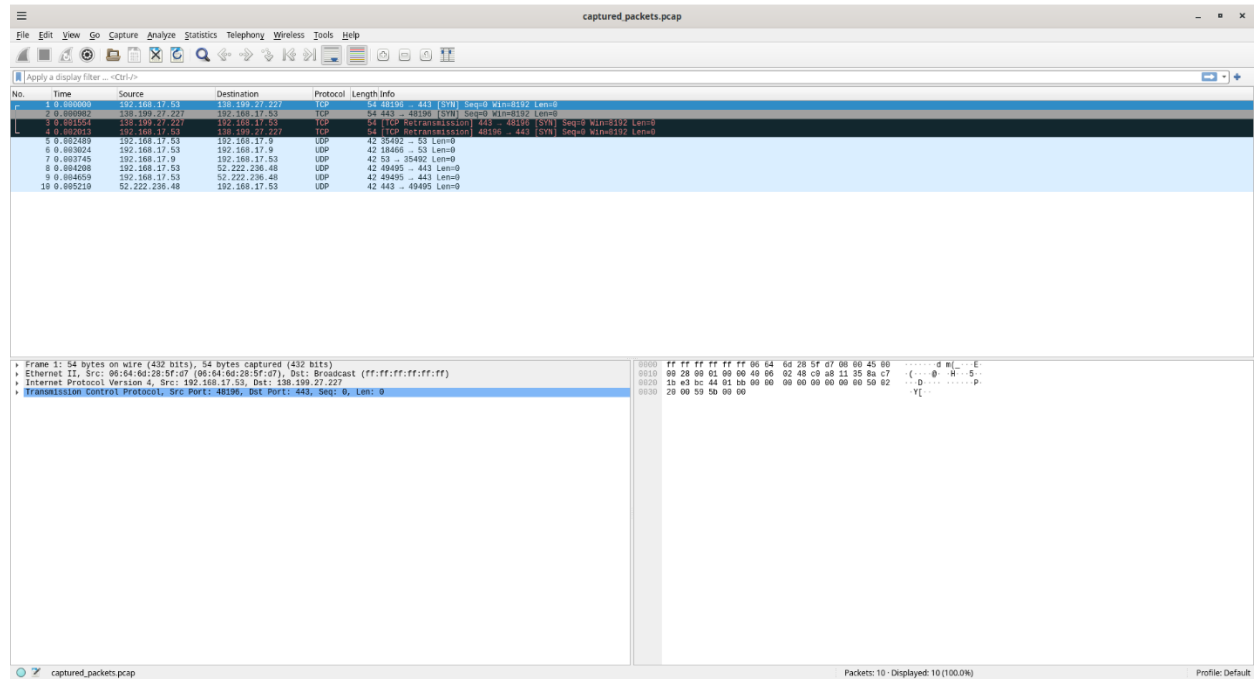 captured_packets.pcap
File Edit View Go Capture Analyze Statistics Telephony Wireless Tools Help
Apply a display filter ... <Ctrl-/>
No. Time Source Destination Protocol Length Info
1 0.000000 192.168.17.53 138.199.27.227 TCP 54 48196 → 443 [SYN] Seq=0 Win=8192 Len=0
2 0.000982 138.199.27.227 192.168.17.53 TCP 54 443 → 48196 [SYN] Seq=0 Win=8192 Len=0
3 0.001554 138.199.27.227 192.168.17.53 TCP 54 [TCP Retransmission] 443 → 48196 [SYN] Seq=0 Win=8192 Len=0
4 0.002013 192.168.17.53 138.199.27.227 TCP 54 [TCP Retransmission] 48196 → 443 [SYN] Seq=0 Win=8192 Len=0
5 0.002489 192.168.17.53 192.168.17.9 UDP 42 35492 → 53 Len=0
6 0.003024 192.168.17.53 192.168.17.9 UDP 42 18466 → 53 Len=0
7 0.003745 192.168.17.9 192.168.17.53 UDP 42 53 → 35492 Len=0
8 0.004208 192.168.17.53 52.222.236.48 UDP 42 49495 → 443 Len=0
9 0.004659 192.168.17.53 52.222.236.48 UDP 42 49495 → 443 Len=0
10 0.005210 52.222.236.48 192.168.17.53 UDP 42 443 → 49495 Len=0
Frame 1: 54 bytes on wire (432 bits), 54 bytes captured (432 bits)
Ethernet II, Src: 06:64:6d:28:5f:d7 (06:64:6d:28:5f:d7), Dst: Broadcast (ff:ff:ff:ff:ff:ff)
Internet Protocol Version 4, Src: 192.168.17.53, Dst: 138.199.27.227
Transmission Control Protocol, Src Port: 48196, Dst Port: 443, Seq: 0, Len: 0
0000 ff ff ff ff ff ff 06 64 6d 28 5f d7 08 00 45 00 ·······d m(_···E·
0010 00 28 00 01 00 00 40 06 02 48 c0 a8 11 35 8a c7 ·(····@· ·H···5··
0020 1b e3 bc 44 01 bb 00 00 00 00 00 00 00 00 50 02 ···D···· ······P·
0030 20 00 59 5b 00 00 ·Y[··
captured_packets.pcap
Packets: 10 · Displayed: 10 (100.0%)
Profile: Default